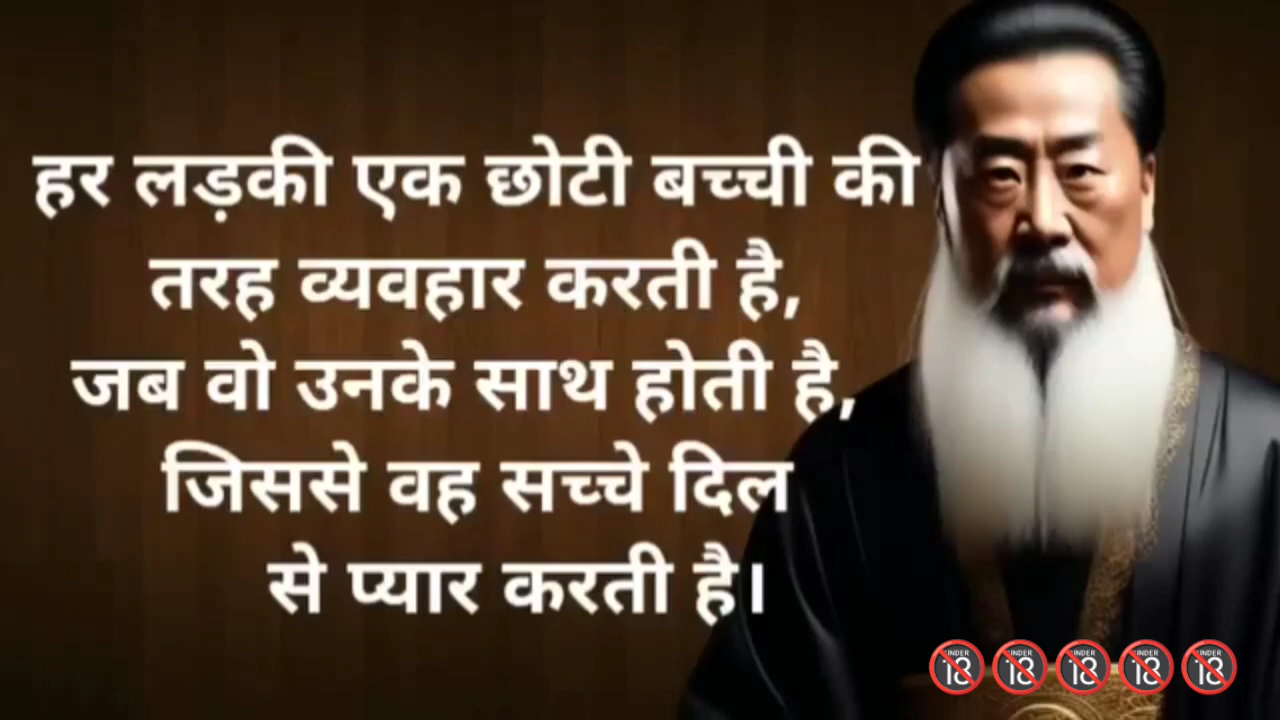 हर लड़की एक छोटी बच्ची की
तरह व्यवहार करती है,
जब वो उनके साथ होती है,
जिससे वह सच्चे दिल
से प्यार करती है।
UNDER 18 UNDER 18 UNDER 18 UNDER 18 UNDER 18